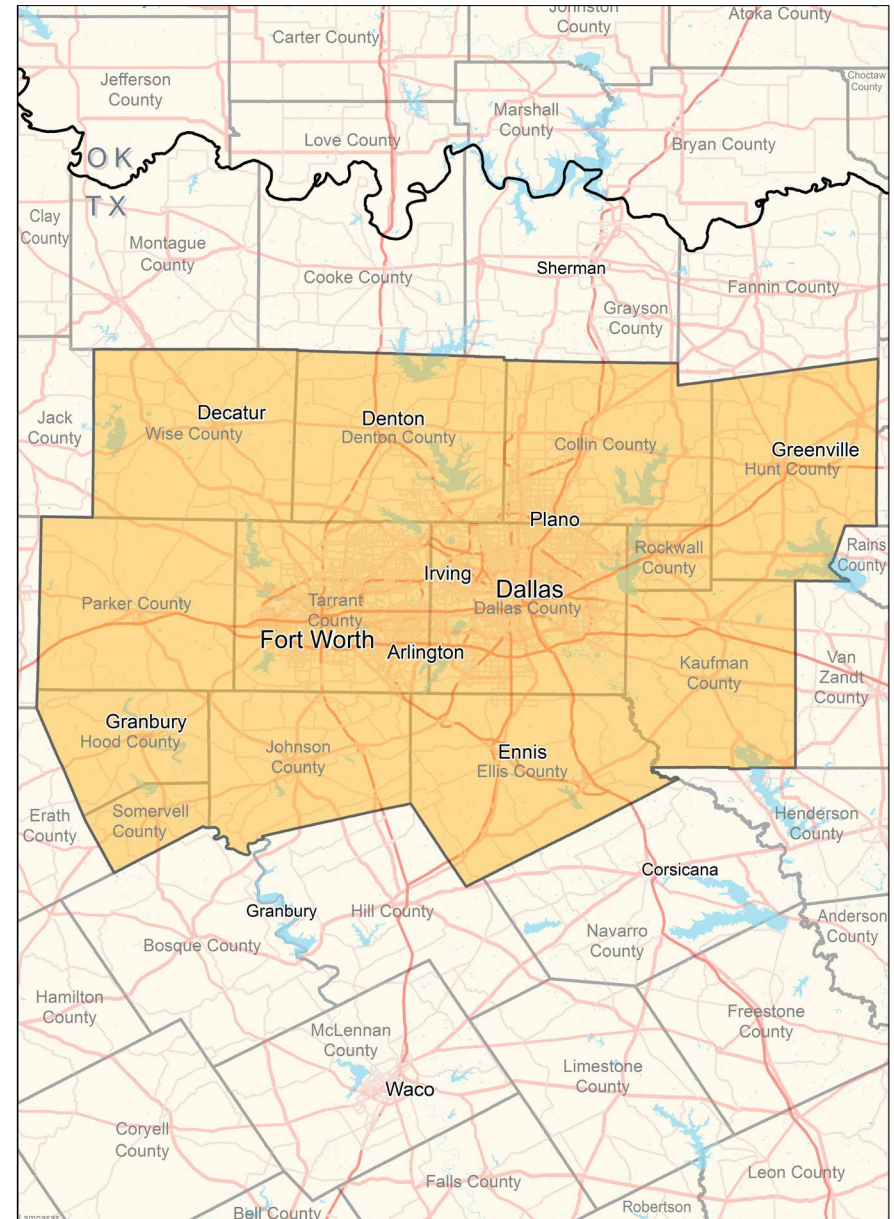 Carter County
Johnston
County
Atoka County
Jefferson
County
Choctaw
County
Marshall
County
Love County
Bryan County
OK
TX
Clay
County
Montague
County
Cooke County
Sherman
Fannin County
Grayson
County
Jack
County
Decatur
Wise County
Denton
Denton County
Collin County
Greenville
Hunt County
Plano
Rockwall
County
Rains
County
Irving
Dallas
Dallas County
Parker County
Tarrant
County
Fort Worth
Arlington
Kaufman
County
Van
Zandt
County
Granbury
Hood County
Johnson
County
Ennis
Ellis County
Erath
County
Somervell
County
Henderson
County
Corsicana
Granbury
Hill County
Navarro
County
Anderson
County
Bosque County
Hamilton
County
Freestone
County
McLennan
County
Limestone
County
Waco
Coryell
County
Falls County
Leon County
Bell County
Robertson